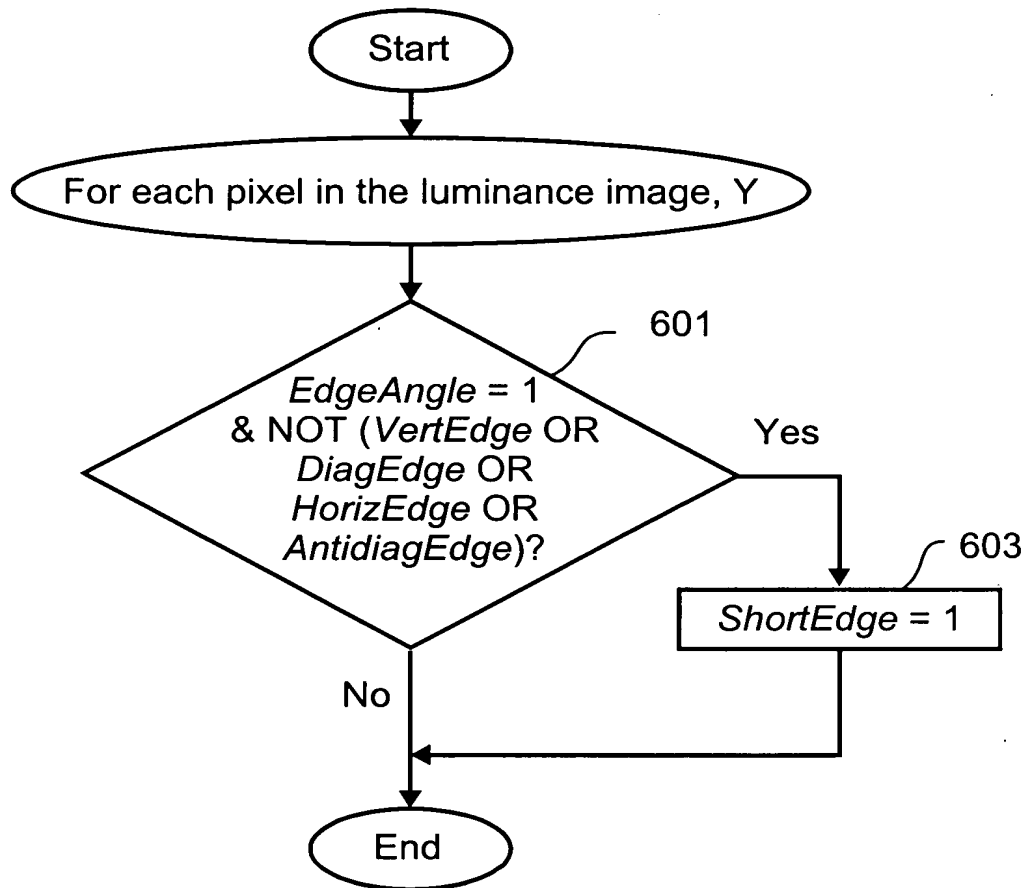 Start
For each pixel in the luminance image, Y
601
EdgeAngle = 1
& NOT (VertEdge OR
DiagEdge OR
HorizEdge OR
AntidiagEdge)?
Yes
603
ShortEdge = 1
No
End